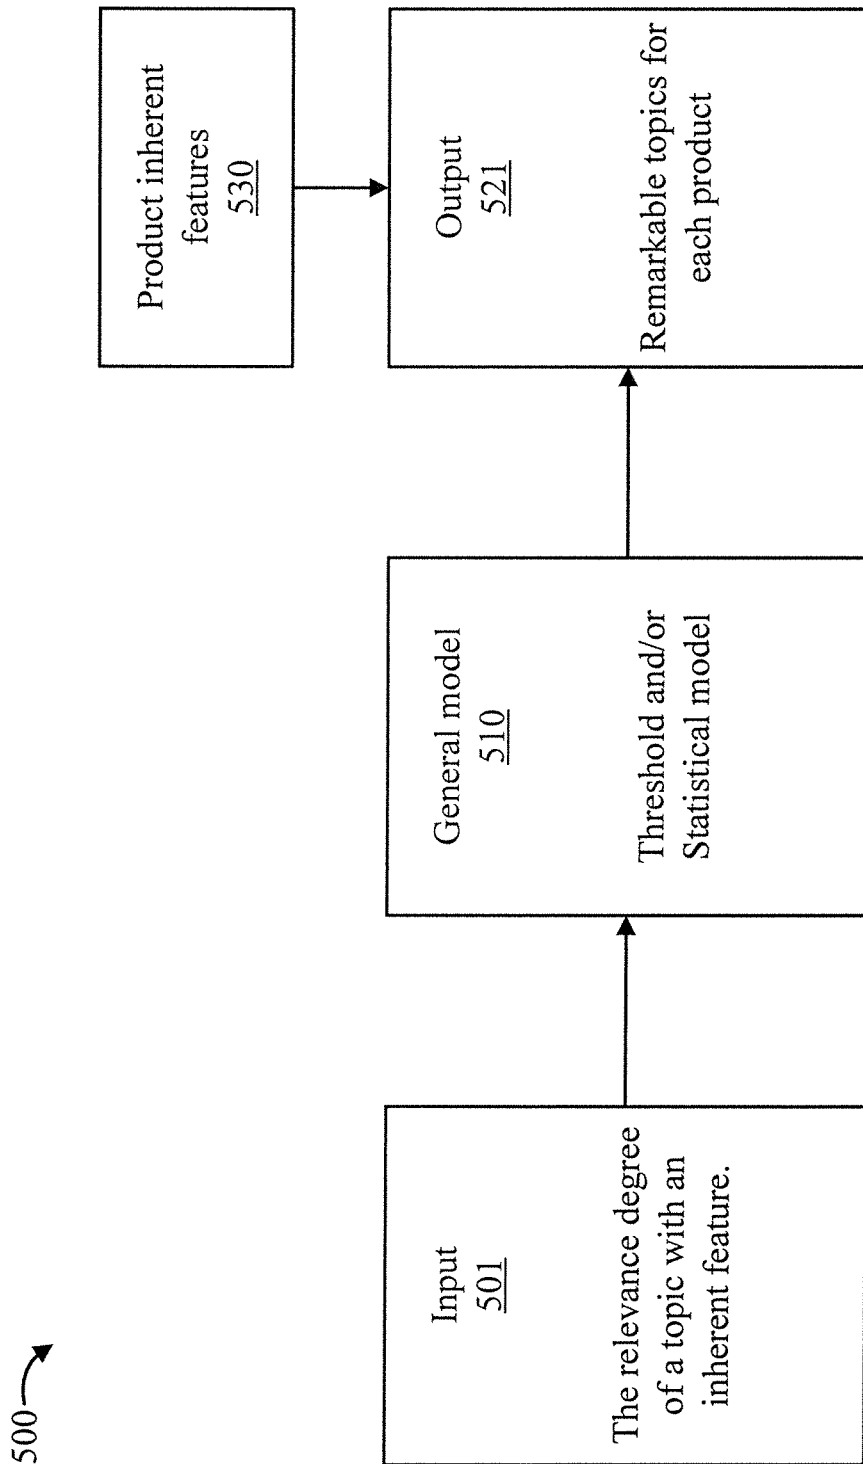 500
Input
501
The relevance degree
of a topic with an
inherent feature.
General model
510
Threshold and/or
Statistical model
Product inherent
features
530
Output
521
Remarkable topics for
each product